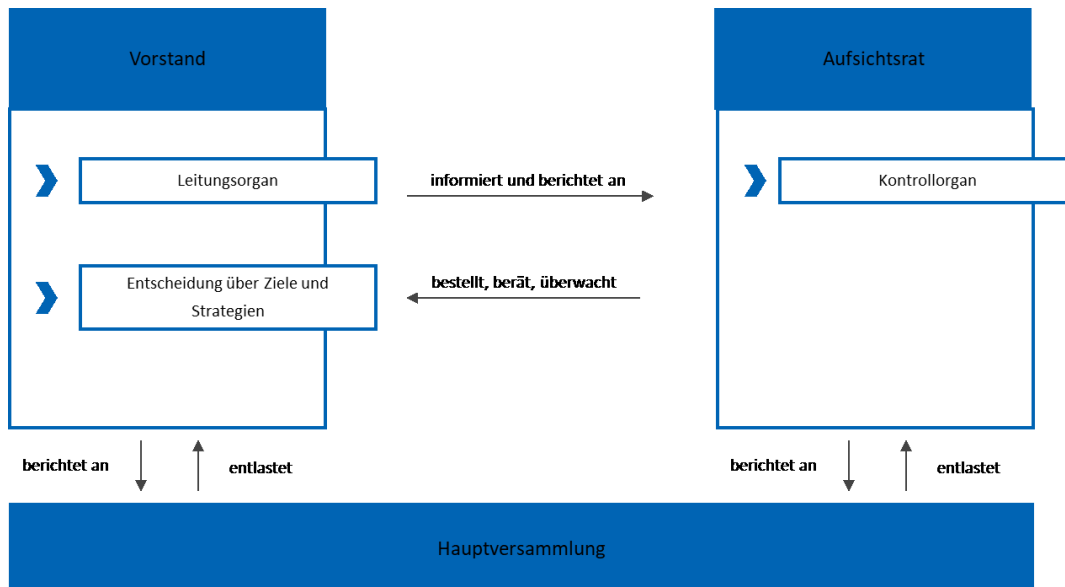 Vorstand
Aufsichtsrat
Leitungsorgan
informiert und berichtet an
Kontrollorgan
Entscheidung über Ziele und
Strategien
bestellt, berät, überwacht
berichtet an
entlastet
berichtet an
entlastet
Hauptversammlung